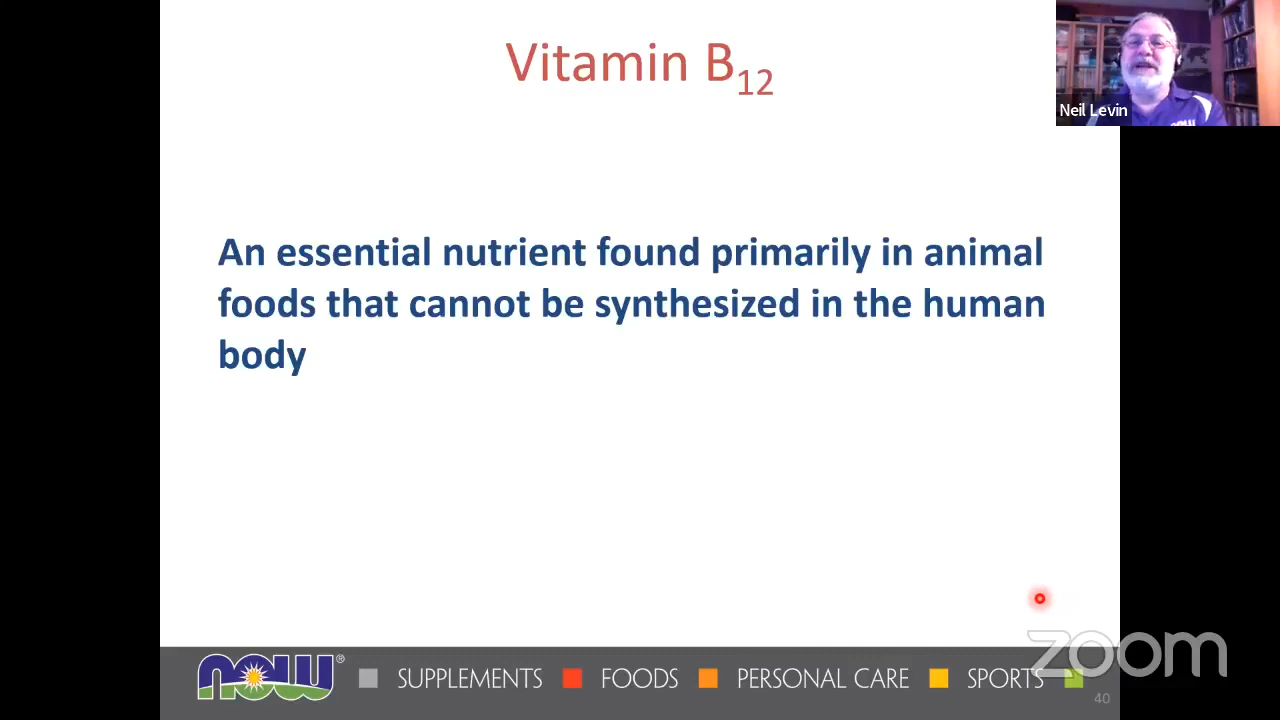 Vitamin B12
Neil Levin
now
An essential nutrient found primarily in animal
foods that cannot be synthesized in the human
body
now® SUPPLEMENTS FOODS PERSONAL CARE SPORTS
zoom
40